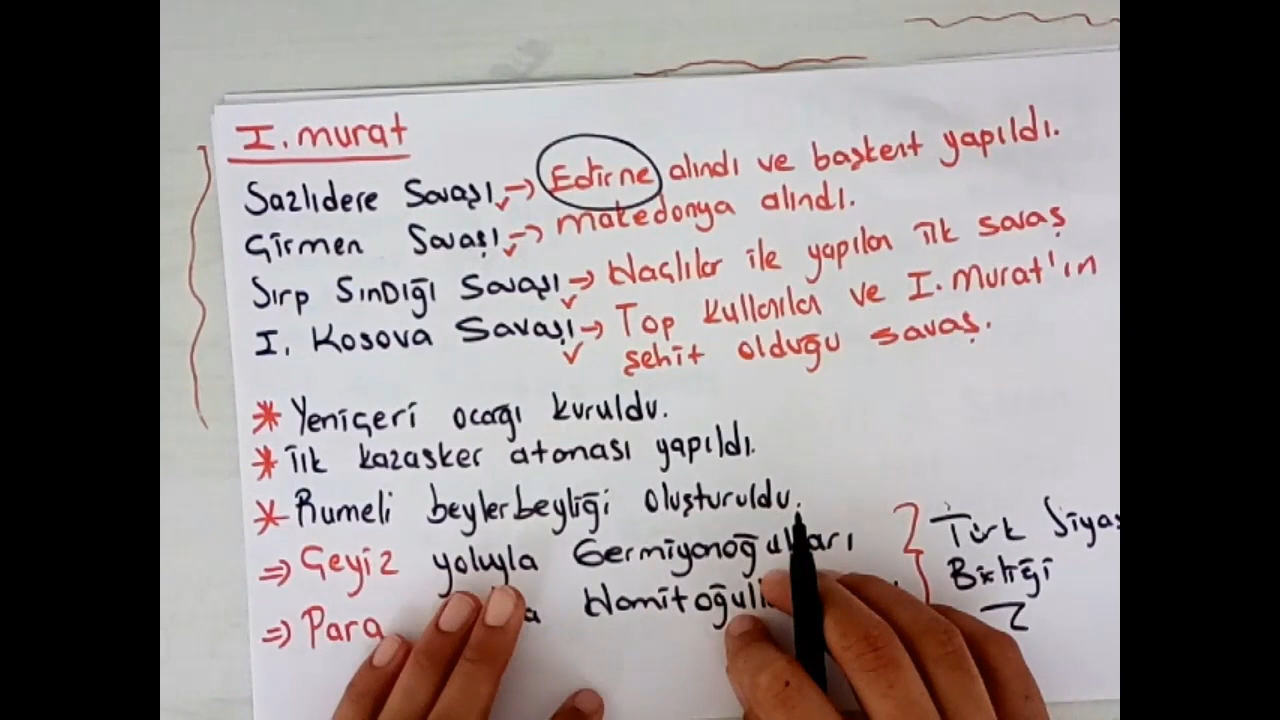 I. Murat
Sazlıdere Savaşı → Edirne alındı ve başkent yapıldı.
Çirmen Savaşı → Makedonya alındı.
Sırp Sındığı Savaşı → Haçlılar ile yapılan ilk savaş
I. Kosova Savaşı → Top kullanılan ve I. Murat'ın
şehit olduğu savaş.
* Yeniçeri ocağı kuruldu.
* İlk kazasker ataması yapıldı.
* Rumeli beylerbeyliği oluşturuldu.
⇒ Çeyiz yoluyla Germiyanoğulları
⇒ Para
Türk
Birliği